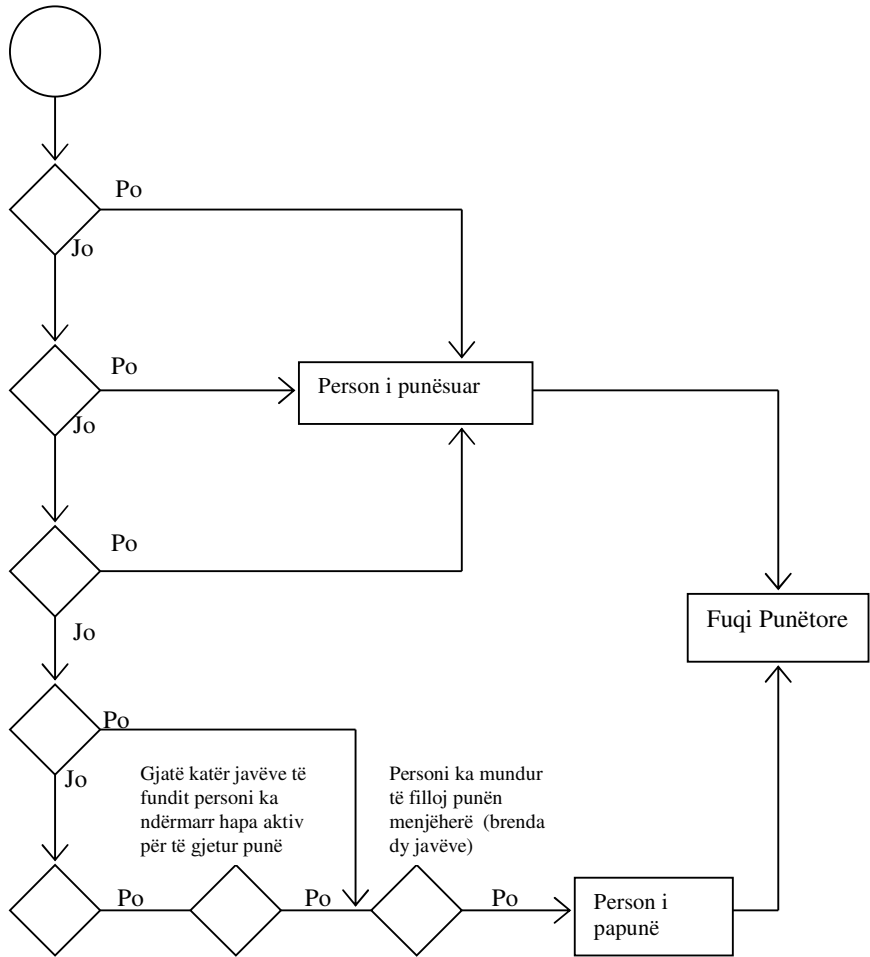 Po
Jo
Po
Person i punësuar
Jo
Po
Fuqi Punëtore
Jo
Po
Jo
Gjatë katër javëve të
fundit personi ka
ndërmarr hapa aktiv
për të gjetur punë
Personi ka mundur
të filloj punën
menjëherë (brenda
dy javëve)
Po
Po
Po
Person i
papunë